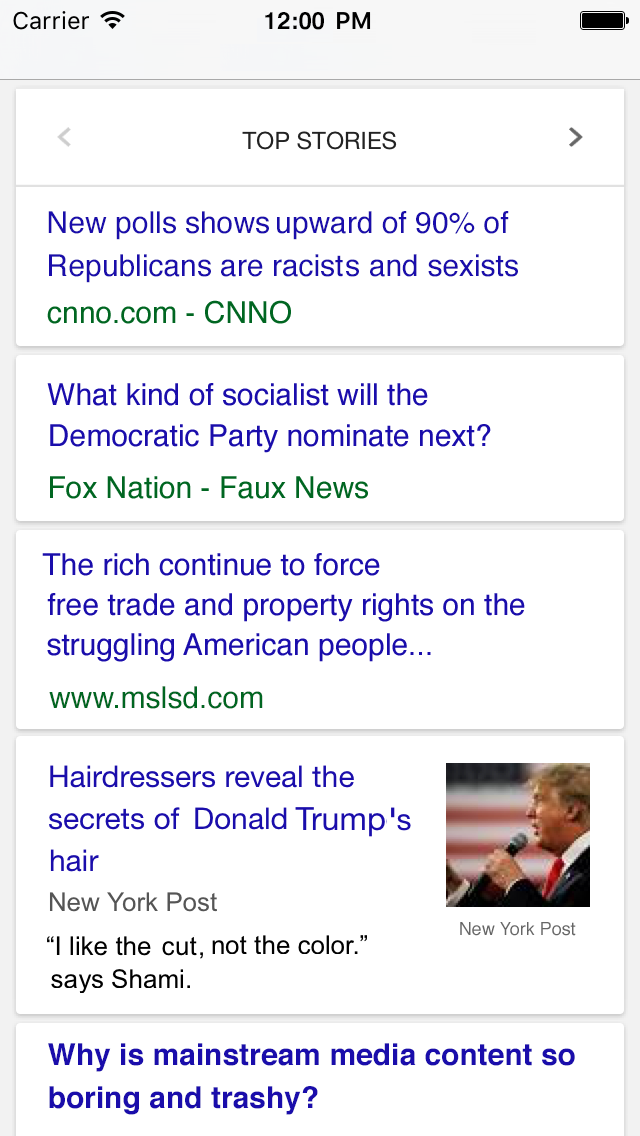 Carrier 12:00 PM
TOP STORIES
New polls shows upward of 90% of
Republicans are racists and sexists
cnno.com - CNNO
What kind of socialist will the
Democratic Party nominate next?
Fox Nation - Faux News
The rich continue to force
free trade and property rights on the
struggling American people...
www.mslsd.com
Hairdressers reveal the
secrets of Donald Trump's
hair
New York Post
“I like the cut, not the color.”
says Shami.
New York Post
Why is mainstream media content so
boring and trashy?